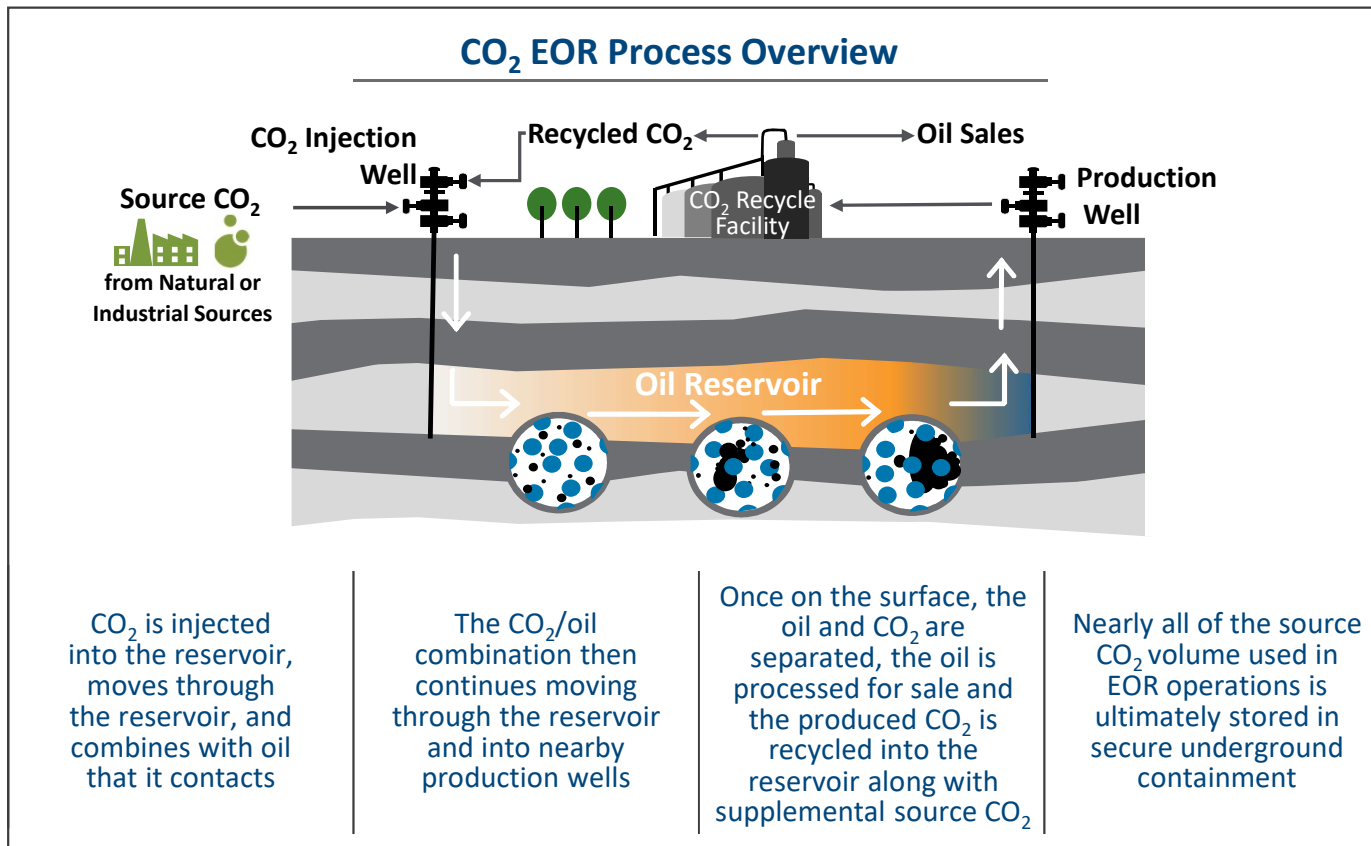 CO₂ EOR Process Overview
CO₂ Injection
Well
Recycled CO₂
Oil Sales
Source CO₂
from Natural or
Industrial Sources
CO₂ Recycle
Facility
Production
Well
Oil Reservoir
CO₂ is injected
into the reservoir,
moves through
the reservoir, and
combines with oil
that it contacts
The CO₂/oil
combination then
continues moving
through the reservoir
and into nearby
production wells
Once on the surface, the
oil and CO₂ are
separated, the oil is
processed for sale and
the produced CO₂ is
recycled into the
reservoir along with
supplemental source CO₂
Nearly all of the source
CO₂ volume used in
EOR operations is
ultimately stored in
secure underground
containment